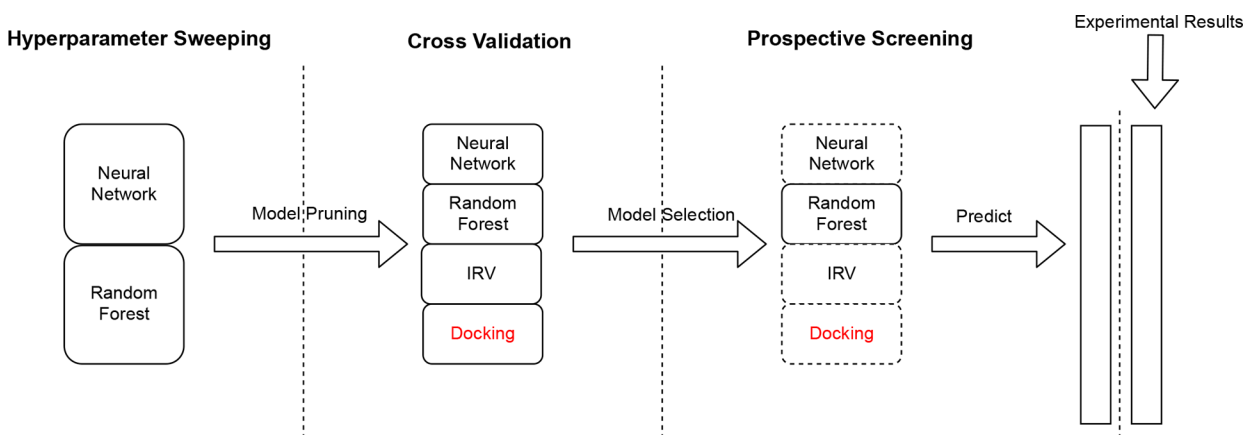 Hyperparameter Sweeping
Neural
Network
Random
Forest
Model Pruning
Cross Validation
Neural
Network
Random
Forest
IRV
Docking
Model Selection
Prospective Screening
Neural
Network
Random
Forest
IRV
Docking
Predict
Experimental Results